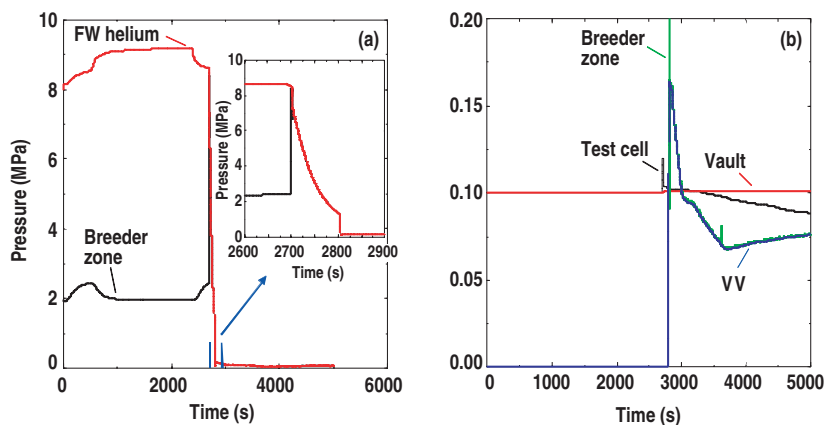 10
8
6
4
2
0
Pressure (MPa)
0
2000
4000
6000
Time (s)
(a)
FW helium
Breeder
zone
10
8
6
4
2
0
Pressure (MPa)
2600
2700
2800
2900
Time (s)
0.20
0.15
0.10
0.05
0.00
0
1000
2000
3000
4000
5000
Time (s)
(b)
Breeder
zone
Test cell
Vault
VV